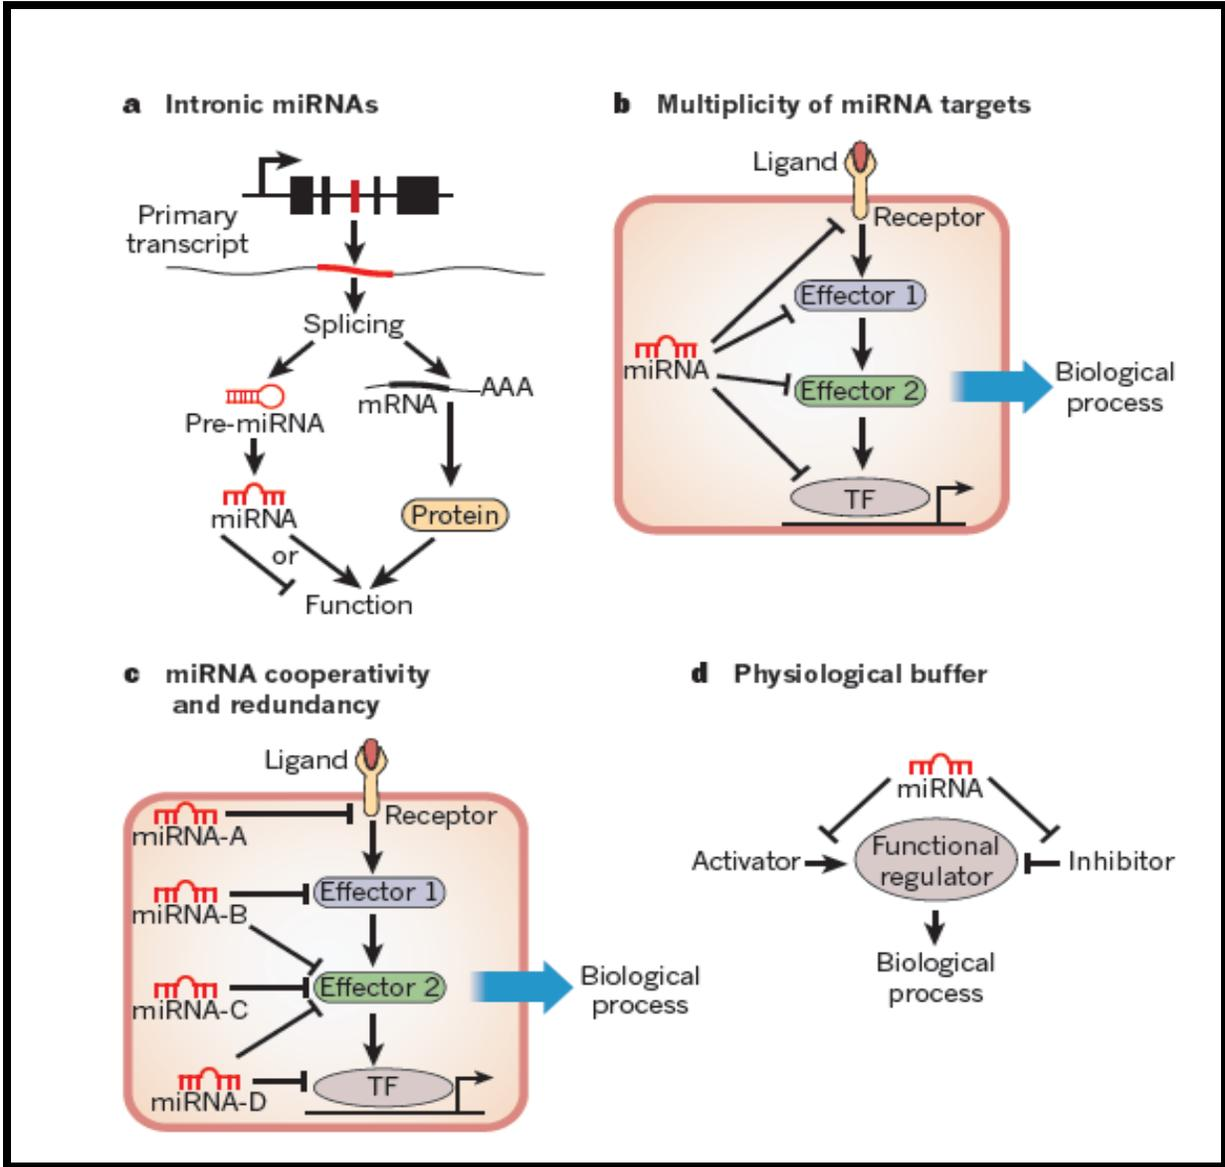 a Intronic miRNAs
Primary
transcript
Splicing
Pre-miRNA
mRNA
AAA
miRNA
Protein
or
Function
b Multiplicity of miRNA targets
Ligand
Receptor
Effector 1
miRNA
Effector 2
TF
Biological
process
c miRNA cooperativity
and redundancy
Ligand
Receptor
miRNA-A
Effector 1
miRNA-B
Effector 2
miRNA-C
TF
miRNA-D
Biological
process
d Physiological buffer
miRNA
Activator
Functional
regulator
Inhibitor
Biological
process